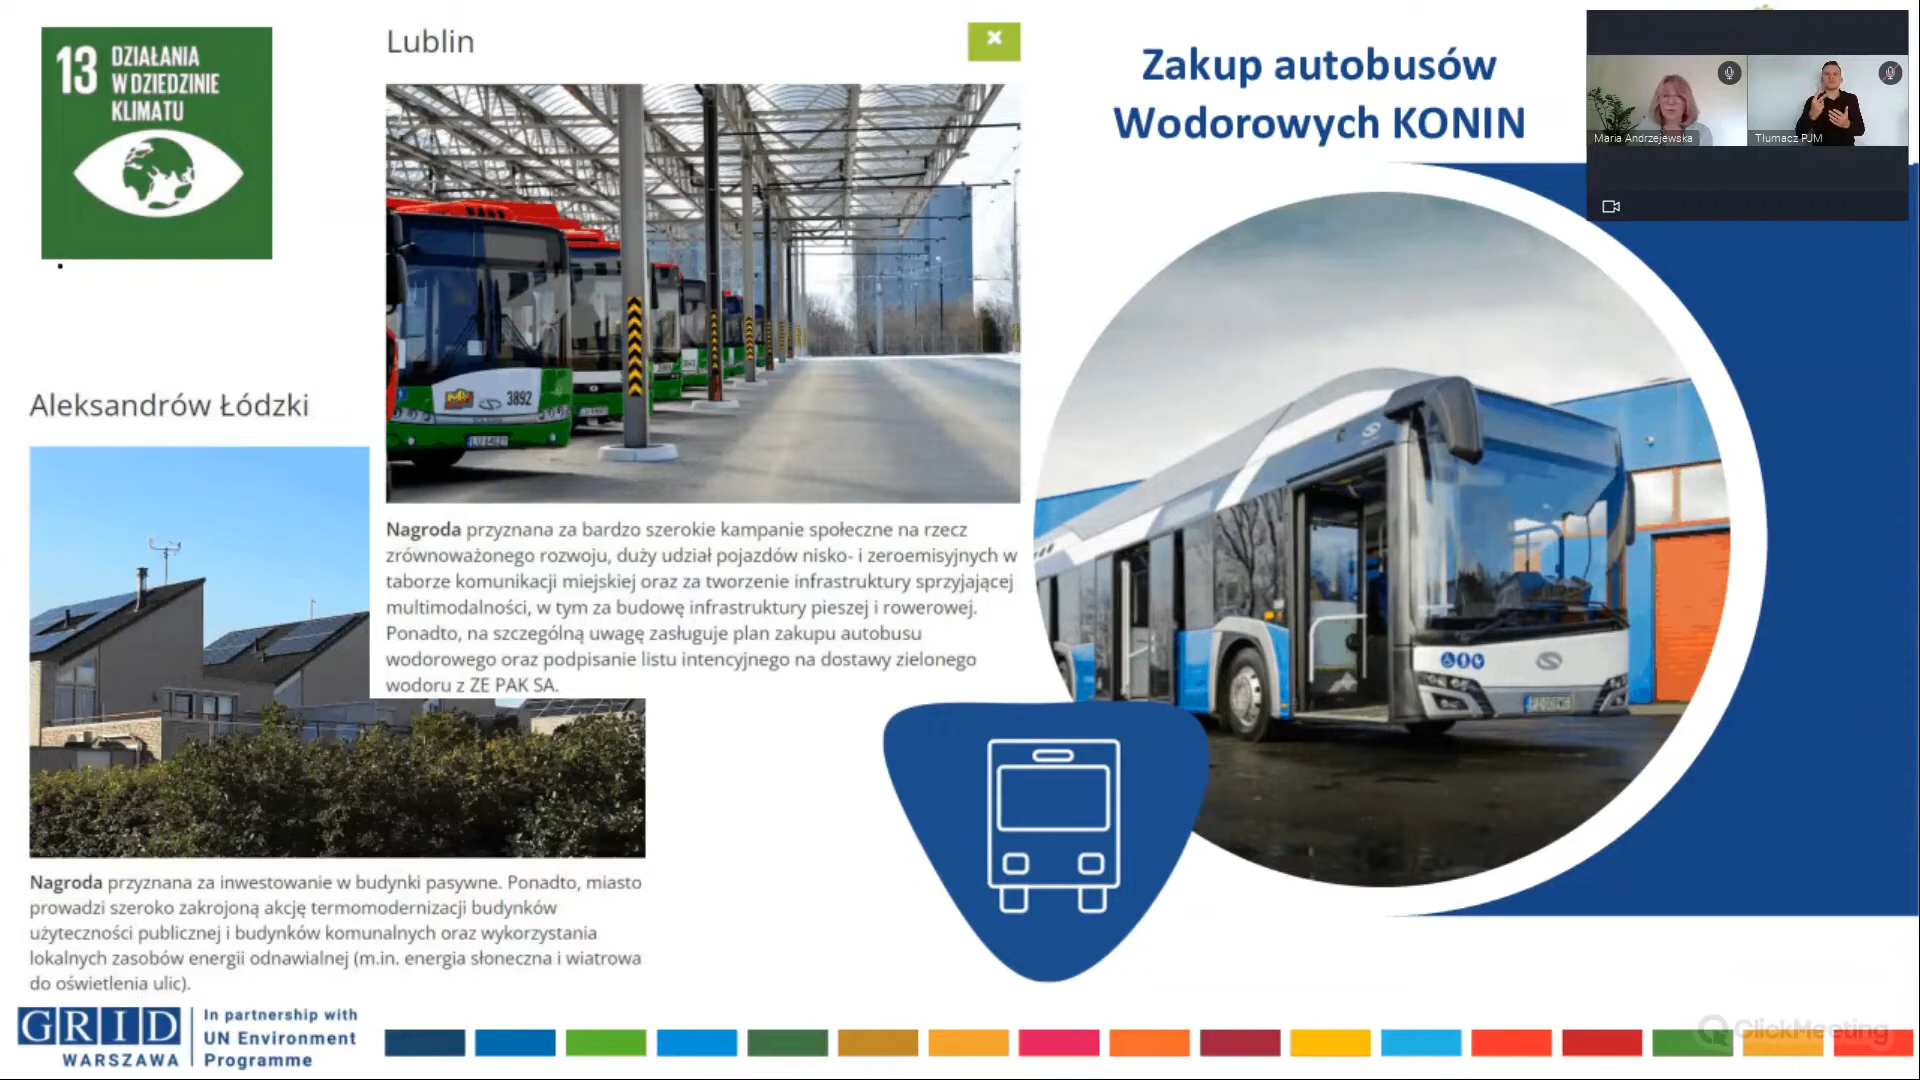 13 DZIAŁANIA
W DZIEDZINIE
KLIMATU
Lublin
3892
Nagroda przyznana za bardzo szerokie kampanie społeczne na rzecz
zrównoważonego rozwoju, duży udział pojazdów nisko- i zeroemisyjnych w
taborze komunikacji miejskiej oraz za tworzenie infrastruktury sprzyjającej
multimodalności, w tym za budowę infrastruktury pieszej i rowerowej.
Ponadto, na szczególną uwagę zasługuje plan zakupu autobusu
wodorowego oraz podpisanie listu intencyjnego na dostawy zielonego
wodoru z ZE PAK SA.
Aleksandrów Łódzki
Nagroda przyznana za inwestowanie w budynki pasywne. Ponadto, miasto
prowadzi szeroko zakrojoną akcję termomodernizacji budynków
użyteczności publicznej i budynków komunalnych oraz wykorzystania
lokalnych zasobów energii odnawialnej (m.in. energia słoneczna i wiatrowa
do oświetlenia ulic).
Zakup autobusów
Wodorowych KONIN
Maria Andrzejewska
Tłumacz PJM
GRID
WARSZAWA
In partnership with
UN Environment
Programme
ClickMeeting